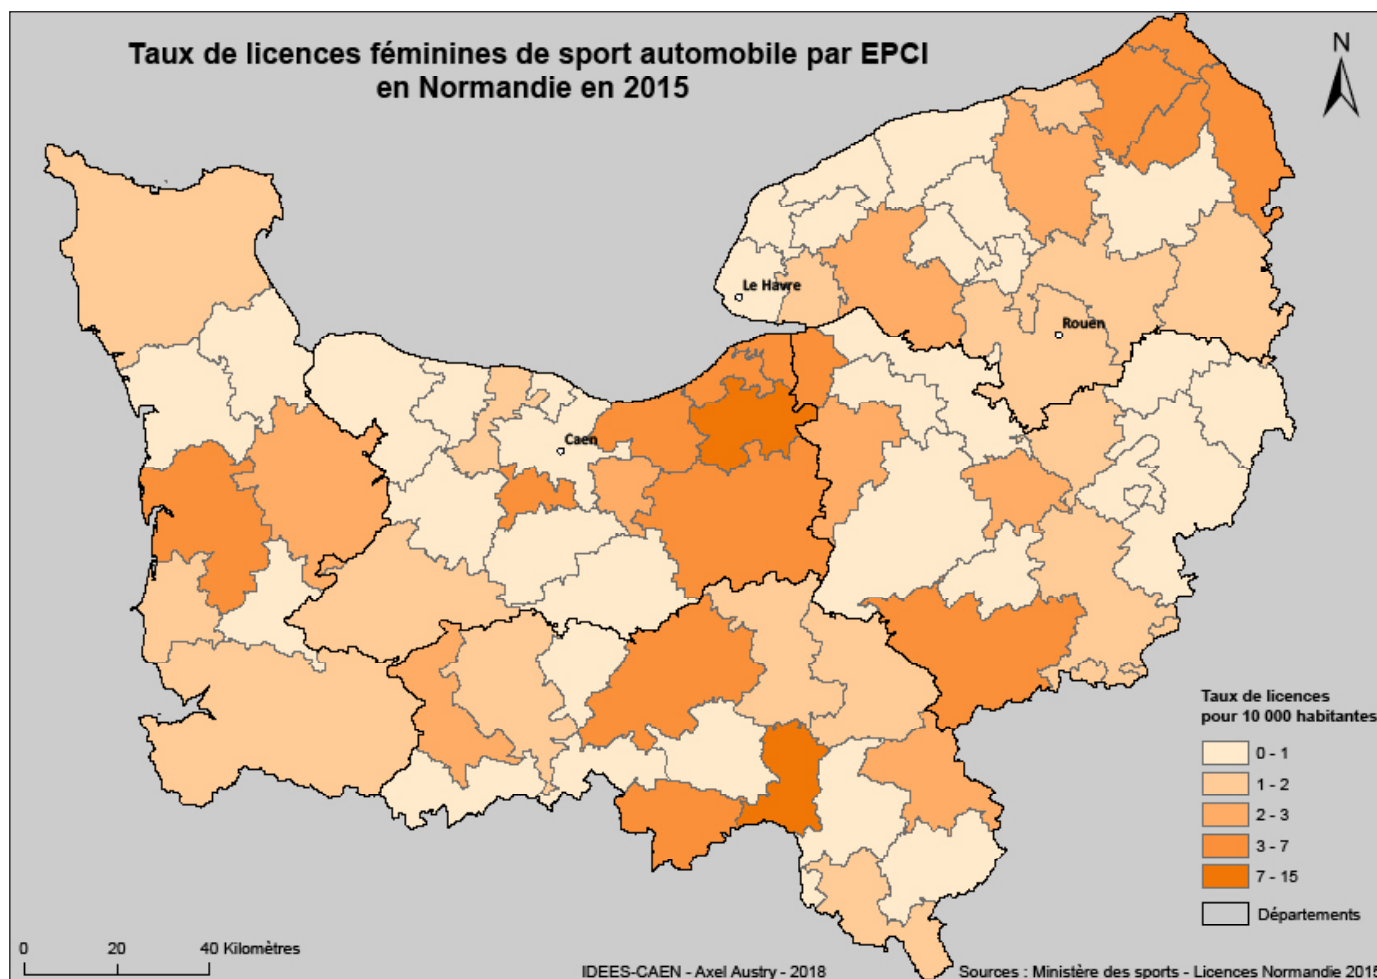 Taux de licences féminines de sport automobile par EPCI
en Normandie en 2015
N
Le Havre
Rouen
Caen
Taux de licences
pour 10 000 habitantes
0 - 1
1 - 2
2 - 3
3 - 7
7 - 15
Départements
0 20 40 Kilomètres
IDEES-CAEN - Axel Austry - 2018
Sources : Ministère des sports - Licences Normandie 2015